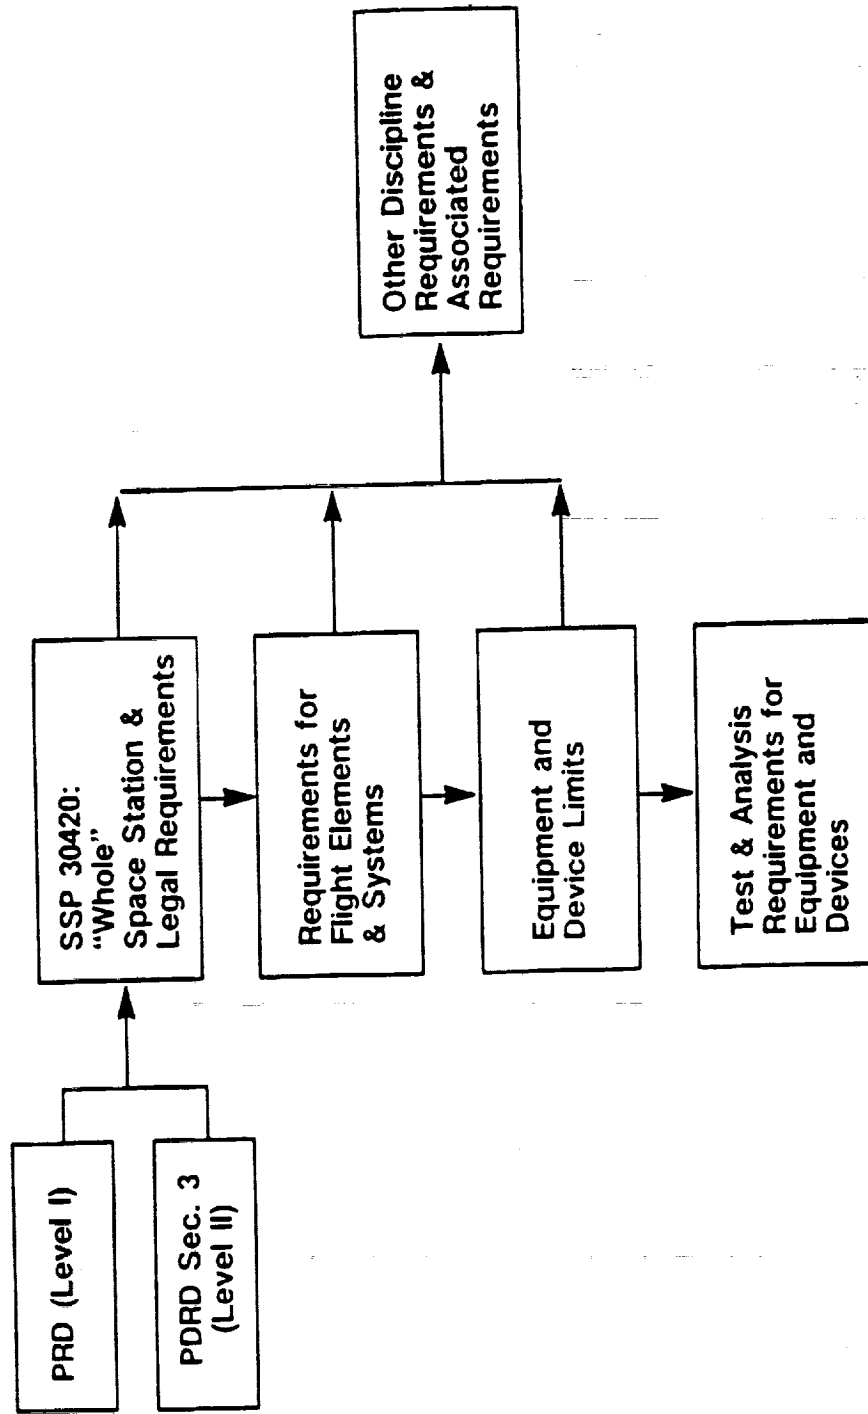 PRD (Level I)
PDRD Sec. 3
(Level II)
SSP 30420:
“Whole”
Space Station &
Legal Requirements
Requirements for
Flight Elements
& Systems
Equipment and
Device Limits
Test & Analysis
Requirements for
Equipment and
Devices
Other Discipline
Requirements &
Associated
Requirements